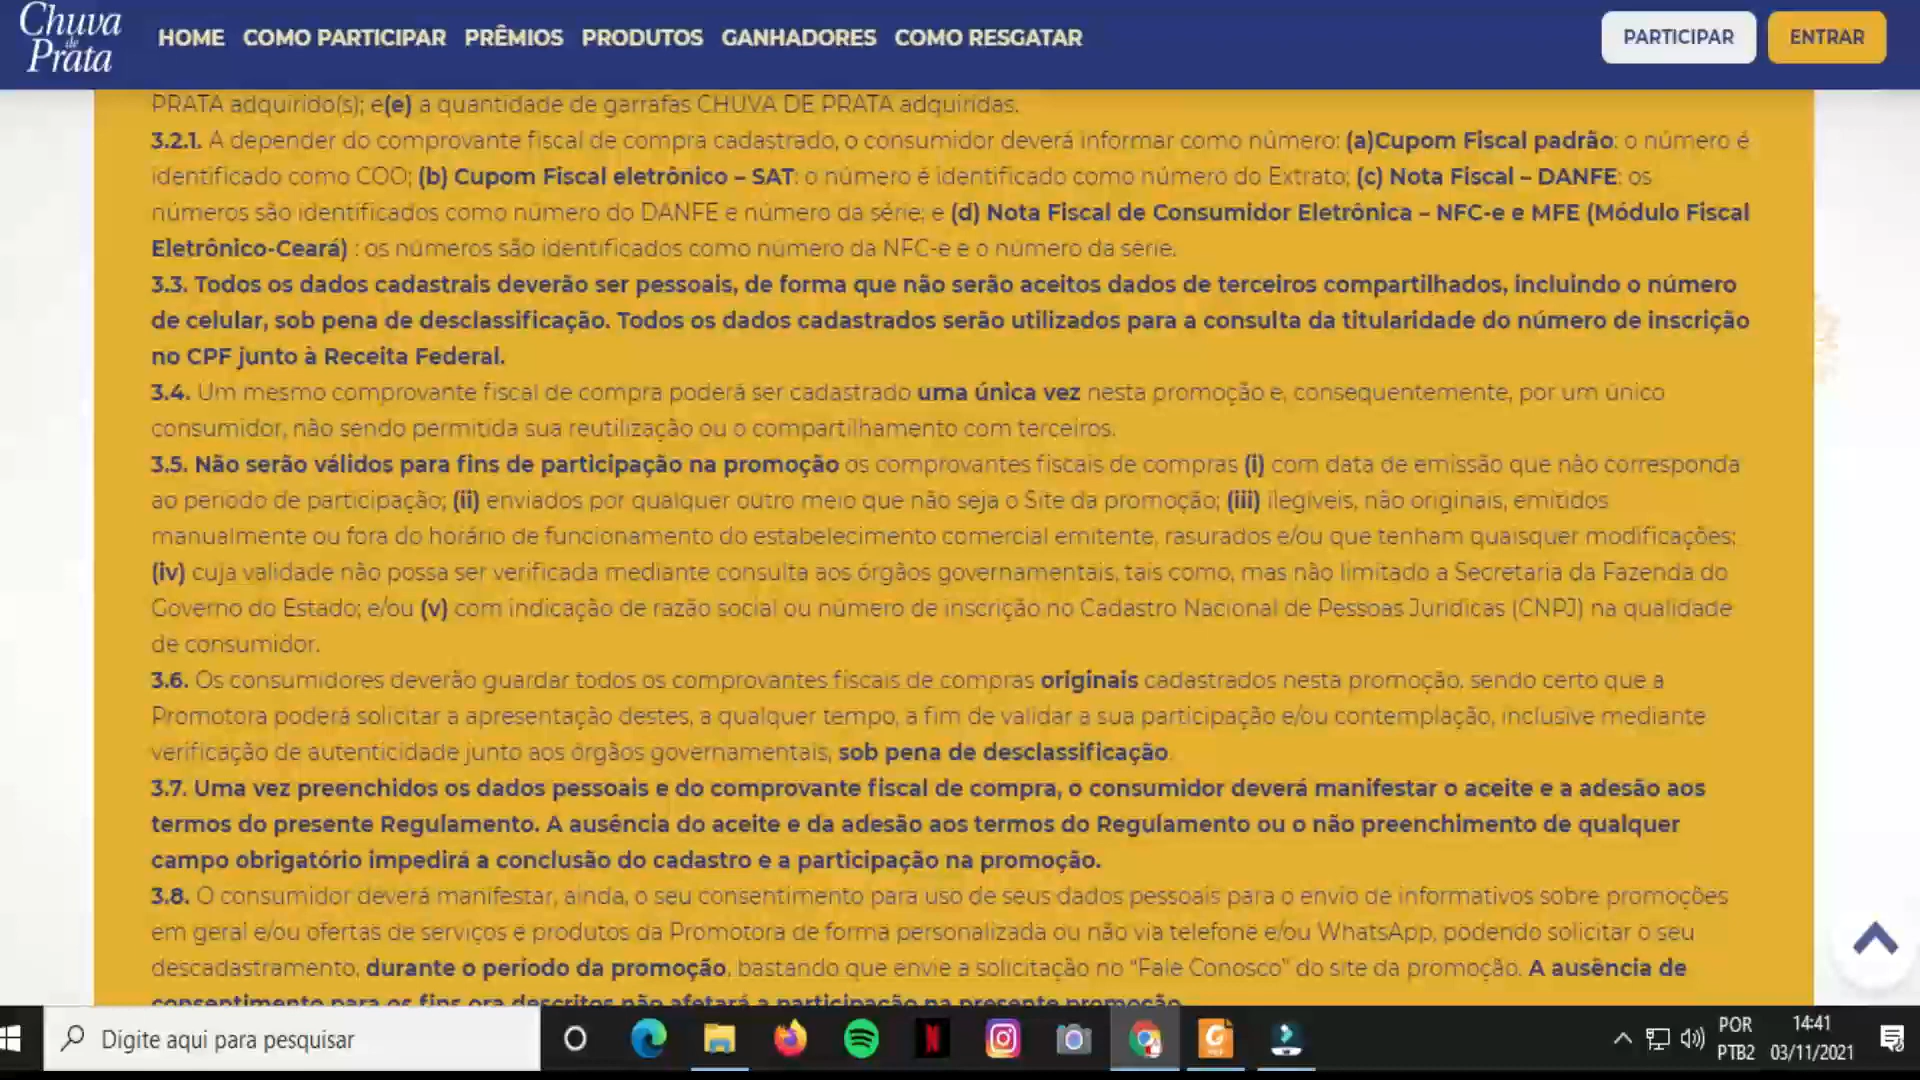 Chuva
de
Prata
HOME COMO PARTICIPAR PRÊMIOS PRODUTOS GANHADORES COMO RESGATAR
PARTICIPAR
ENTRAR
PRATA adquirido(s); e(e) a quantidade de garrafas CHUVA DE PRATA adquiridas.
3.2.1. A depender do comprovante fiscal de compra cadastrado, o consumidor deverá informar como número: (a)Cupom Fiscal padrão: o número é
identificado como COO; (b) Cupom Fiscal eletrônico – SAT: o número é identificado como número do Extrato; (c) Nota Fiscal – DANFE: os
números são identificados como número do DANFE e número da série; e (d) Nota Fiscal de Consumidor Eletrônica – NFC-e e MFE (Módulo Fiscal
Eletrônico-Ceará) : os números são identificados como número da NFC-e e o número da série.
3.3. Todos os dados cadastrais deverão ser pessoais, de forma que não serão aceitos dados de terceiros compartilhados, incluindo o número
de celular, sob pena de desclassificação. Todos os dados cadastrados serão utilizados para a consulta da titularidade do número de inscrição
no CPF junto à Receita Federal.
3.4. Um mesmo comprovante fiscal de compra poderá ser cadastrado uma única vez nesta promoção e, consequentemente, por um único
consumidor, não sendo permitida sua reutilização ou o compartilhamento com terceiros.
3.5. Não serão válidos para fins de participação na promoção os comprovantes fiscais de compras (i) com data de emissão que não corresponda
ao período de participação; (ii) enviados por qualquer outro meio que não seja o Site da promoção; (iii) ilegíveis, não originais, emitidos
manualmente ou fora do horário de funcionamento do estabelecimento comercial emitente, rasurados e/ou que tenham quaisquer modificações;
(iv) cuja validade não possa ser verificada mediante consulta aos órgãos governamentais, tais como, mas não limitado a Secretaria da Fazenda do
Governo do Estado; e/ou (v) com indicação de razão social ou número de inscrição no Cadastro Nacional de Pessoas Jurídicas (CNPJ) na qualidade
de consumidor.
3.6. Os consumidores deverão guardar todos os comprovantes fiscais de compras originais cadastrados nesta promoção, sendo certo que a
Promotora poderá solicitar a apresentação destes, a qualquer tempo, a fim de validar a sua participação e/ou contemplação, inclusive mediante
verificação de autenticidade junto aos órgãos governamentais, sob pena de desclassificação.
3.7. Uma vez preenchidos os dados pessoais e do comprovante fiscal de compra, o consumidor deverá manifestar o aceite e a adesão aos
termos do presente Regulamento. A ausência do aceite e da adesão aos termos do Regulamento ou o não preenchimento de qualquer
campo obrigatório impedirá a conclusão do cadastro e a participação na promoção.
3.8. O consumidor deverá manifestar, ainda, o seu consentimento para uso de seus dados pessoais para o envio de informativos sobre promoções
em geral e/ou ofertas de serviços e produtos da Promotora de forma personalizada ou não via telefone e/ou WhatsApp, podendo solicitar o seu
descadastramento, durante o período da promoção, bastando que envie a solicitação no “Fale Conosco” do site da promoção. A ausência de
consentimento para os fins ora descritos não afetará a participação na presente promoção.
Digite aqui para pesquisar
POR
PTB2
14:41
03/11/2021